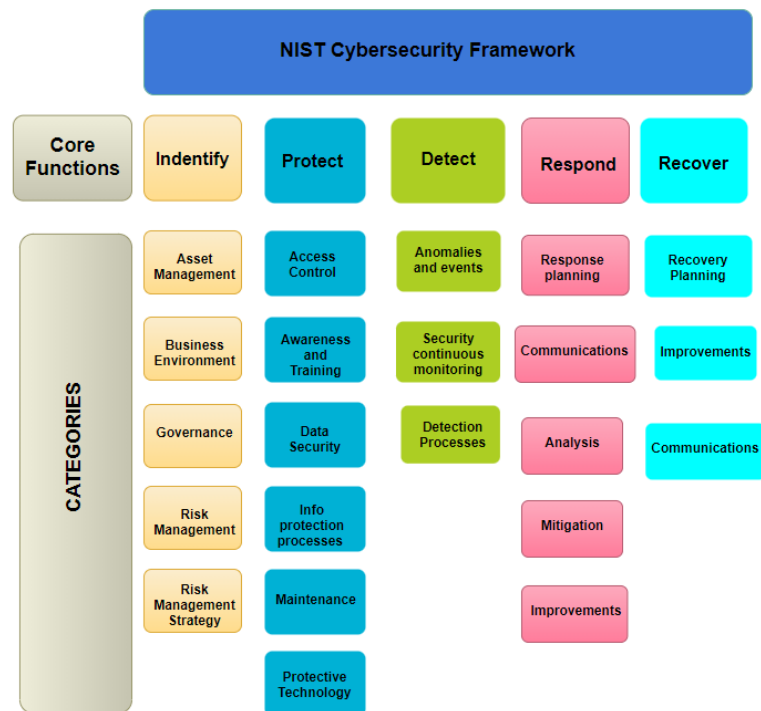 NIST Cybersecurity Framework
Core
Functions
Indentify
Protect
Detect
Respond
Recover
CATEGORIES
Asset
Management
Business
Environment
Governance
Risk
Management
Risk
Management
Strategy
Access
Control
Awareness
and
Training
Data
Security
Info
protection
processes
Maintenance
Protective
Technology
Anomalies
and events
Security
continuous
monitoring
Detection
Processes
Response
planning
Communications
Analysis
Mitigation
Improvements
Recovery
Planning
Improvements
Communications